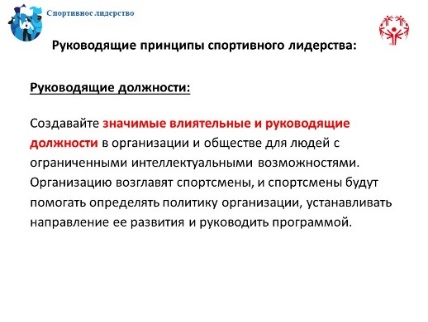 Спортивное лидерство
Руководящие принципы спортивного лидерства:
Руководящие должности:
Создавайте значимые влиятельные и руководящие
должности в организации и обществе для людей с
ограниченными интеллектуальными возможностями.
Организацию возглавят спортсмены, и спортсмены будут
помогать определять политику организации, устанавливать
направление ее развития и руководить программой.